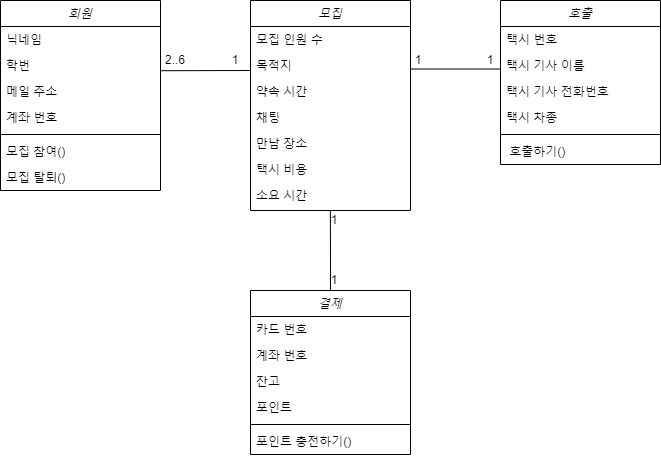 회원
닉네임
학번
메일 주소
계좌 번호
모집 참여()
모집 탈퇴()
2..6
1
모집
모집 인원 수
목적지
약속 시간
채팅
만남 장소
택시 비용
소요 시간
1
1
호출
택시 번호
택시 기사 이름
택시 기사 전화번호
택시 차종
호출하기()
1
1
결제
카드 번호
계좌 번호
잔고
포인트
포인트 충전하기()